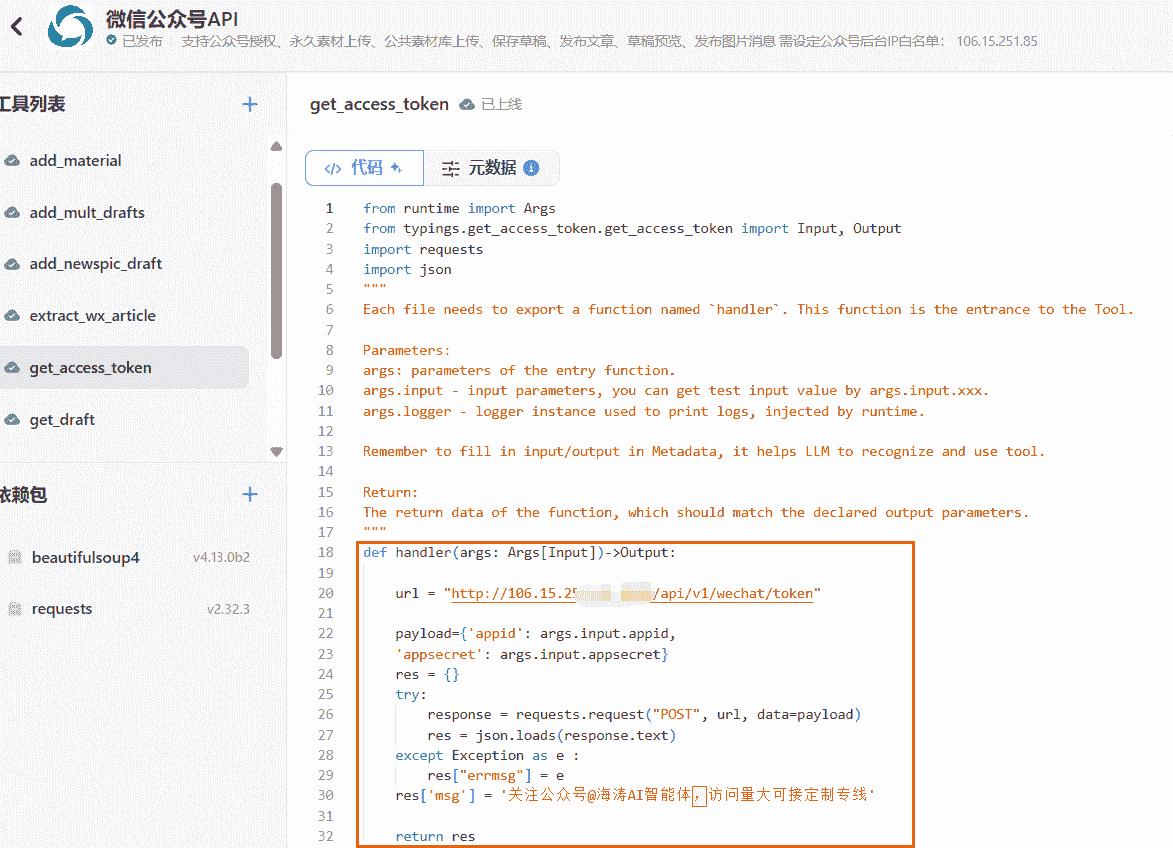 微信公众号API
已发布 支持公众号授权、永久素材上传、公共素材库上传、保存草稿、发布文章、草稿预览、发布图片消息 需设定公众号后台IP白名单： 106.15.251.85
工具列表
add_material
add_mult_drafts
add_newspic_draft
extract_wx_article
get_access_token
get_draft
依赖包
beautifulsoup4 v4.13.0b2
requests v2.32.3
get_access_token 已上线
</> 代码 元数据
1 from runtime import Args
2 from typings.get_access_token.get_access_token import Input, Output
3 import requests
4 import json
5 """
6 Each file needs to export a function named `handler`. This function is the entrance to the Tool.
7
8 Parameters:
9 args: parameters of the entry function.
10 args.input - input parameters, you can get test input value by args.input.xxx.
11 args.logger - logger instance used to print logs, injected by runtime.
12
13 Remember to fill in input/output in Metadata, it helps LLM to recognize and use tool.
14
15 Return:
16 The return data of the function, which should match the declared output parameters.
17 """
18 def handler(args: Args[Input])->Output:
19
20 url = "http://106.15.25 /api/v1/wechat/token"
21
22 payload={'appid': args.input.appid,
23 'appsecret': args.input.appsecret}
24 res = {}
25 try:
26 response = requests.request("POST", url, data=payload)
27 res = json.loads(response.text)
28 except Exception as e :
29 res["errmsg"] = e
30 res['msg'] = '关注公众号@海涛AI智能体，访问量大可接定制专线'
31
32 return res